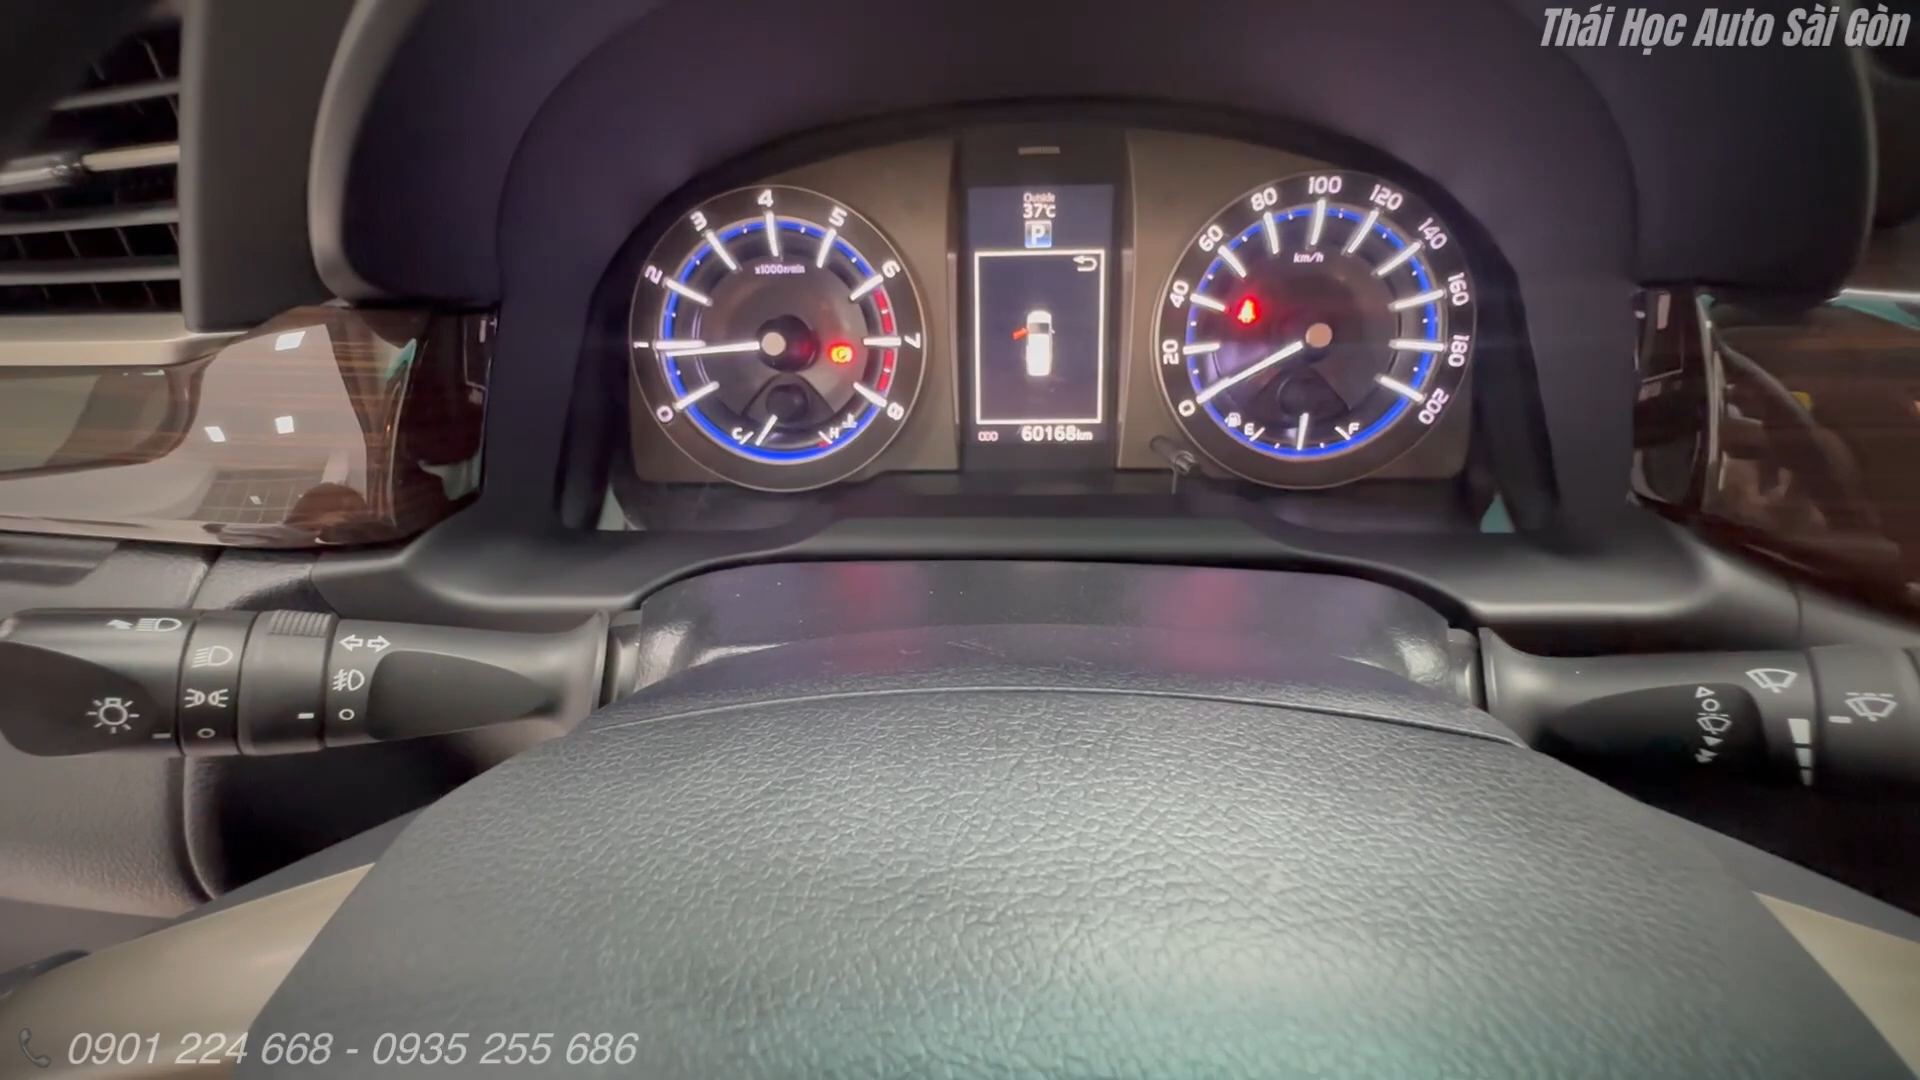 Thái Học Auto Sài Gòn
Outside
37°C
P
0 1 2 3 4 5 6 7 8
x1000r/min
C H
0 20 40 60 80 100 120 140 160 180 200
km/h
E F
60168km
0901 224 668 - 0935 255 686